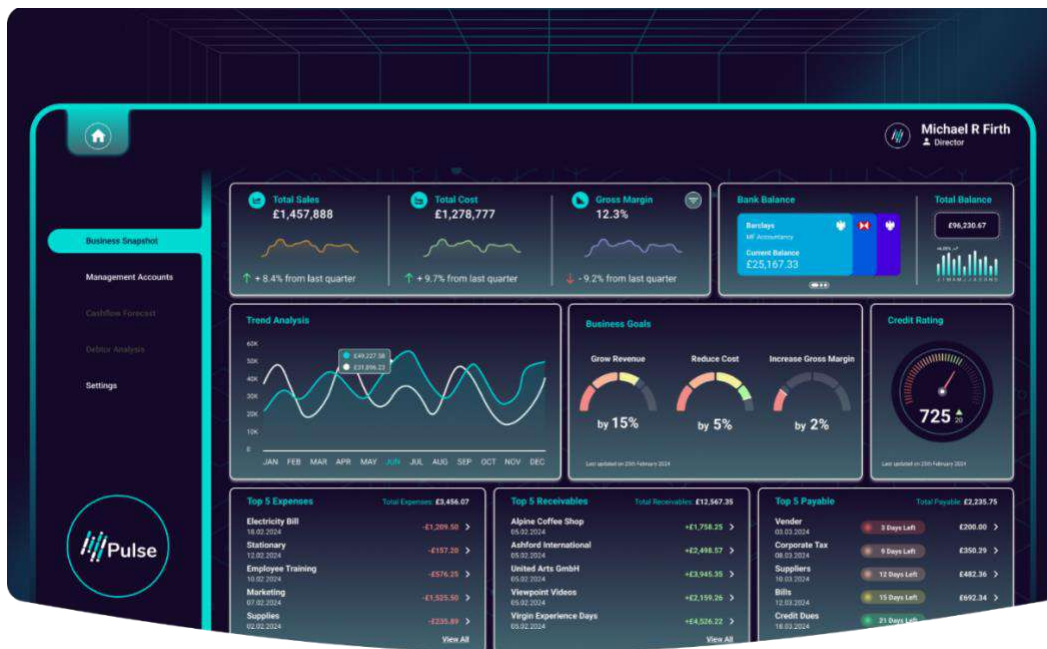 Michael R Firth
Director
Total Sales
£1,457,888
+ 8.4% from last quarter
Total Cost
£1,278,777
+ 9.7% from last quarter
Gross Margin
12.3%
- 9.2% from last quarter
Bank Balance
Barclays
MF Accountancy
Current Balance
£25,167.33
Total Balance
£96,230.67
J F M A M J J A S O N D
Business Snapshot
Management Accounts
Cashflow Forecast
Debtor Analysis
Settings
Pulse
Trend Analysis
60K
50K
40K
30K
20K
10K
0
£49,227.58
£31,896.23
JAN FEB MAR APR MAY JUN JUL AUG SEP OCT NOV DEC
Business Goals
Grow Revenue
by 15%
Reduce Cost
by 5%
Increase Gross Margin
by 2%
Last updated on 25th February 2024
Credit Rating
725
20
Last updated on 25th February 2024
Top 5 Expenses Total Expenses: £3,456.07
Electricity Bill
18.02.2024
-£1,209.50
Stationary
12.02.2024
-£157.20
Employee Training
10.02.2024
-£576.25
Marketing
07.02.2024
-£1,525.50
Supplies
02.02.2024
-£235.89
View All
Top 5 Receivables Total Receivables: £12,567.35
Alpine Coffee Shop
05.02.2024
+£1,758.25
Ashford International
05.02.2024
+£2,498.57
United Arts GmbH
05.02.2024
+£3,945.35
Viewpoint Videos
05.02.2024
+£2,159.26
Virgin Experience Days
05.02.2024
+£4,526.22
View All
Top 5 Payable Total Payable: £2,235.75
Vender
03.03.2024
3 Days Left
£200.00
Corporate Tax
08.03.2024
9 Days Left
£350.29
Suppliers
10.03.2024
12 Days Left
£482.36
Bills
12.03.2024
15 Days Left
£692.34
Credit Dues
18.03.2024
21 Days Left